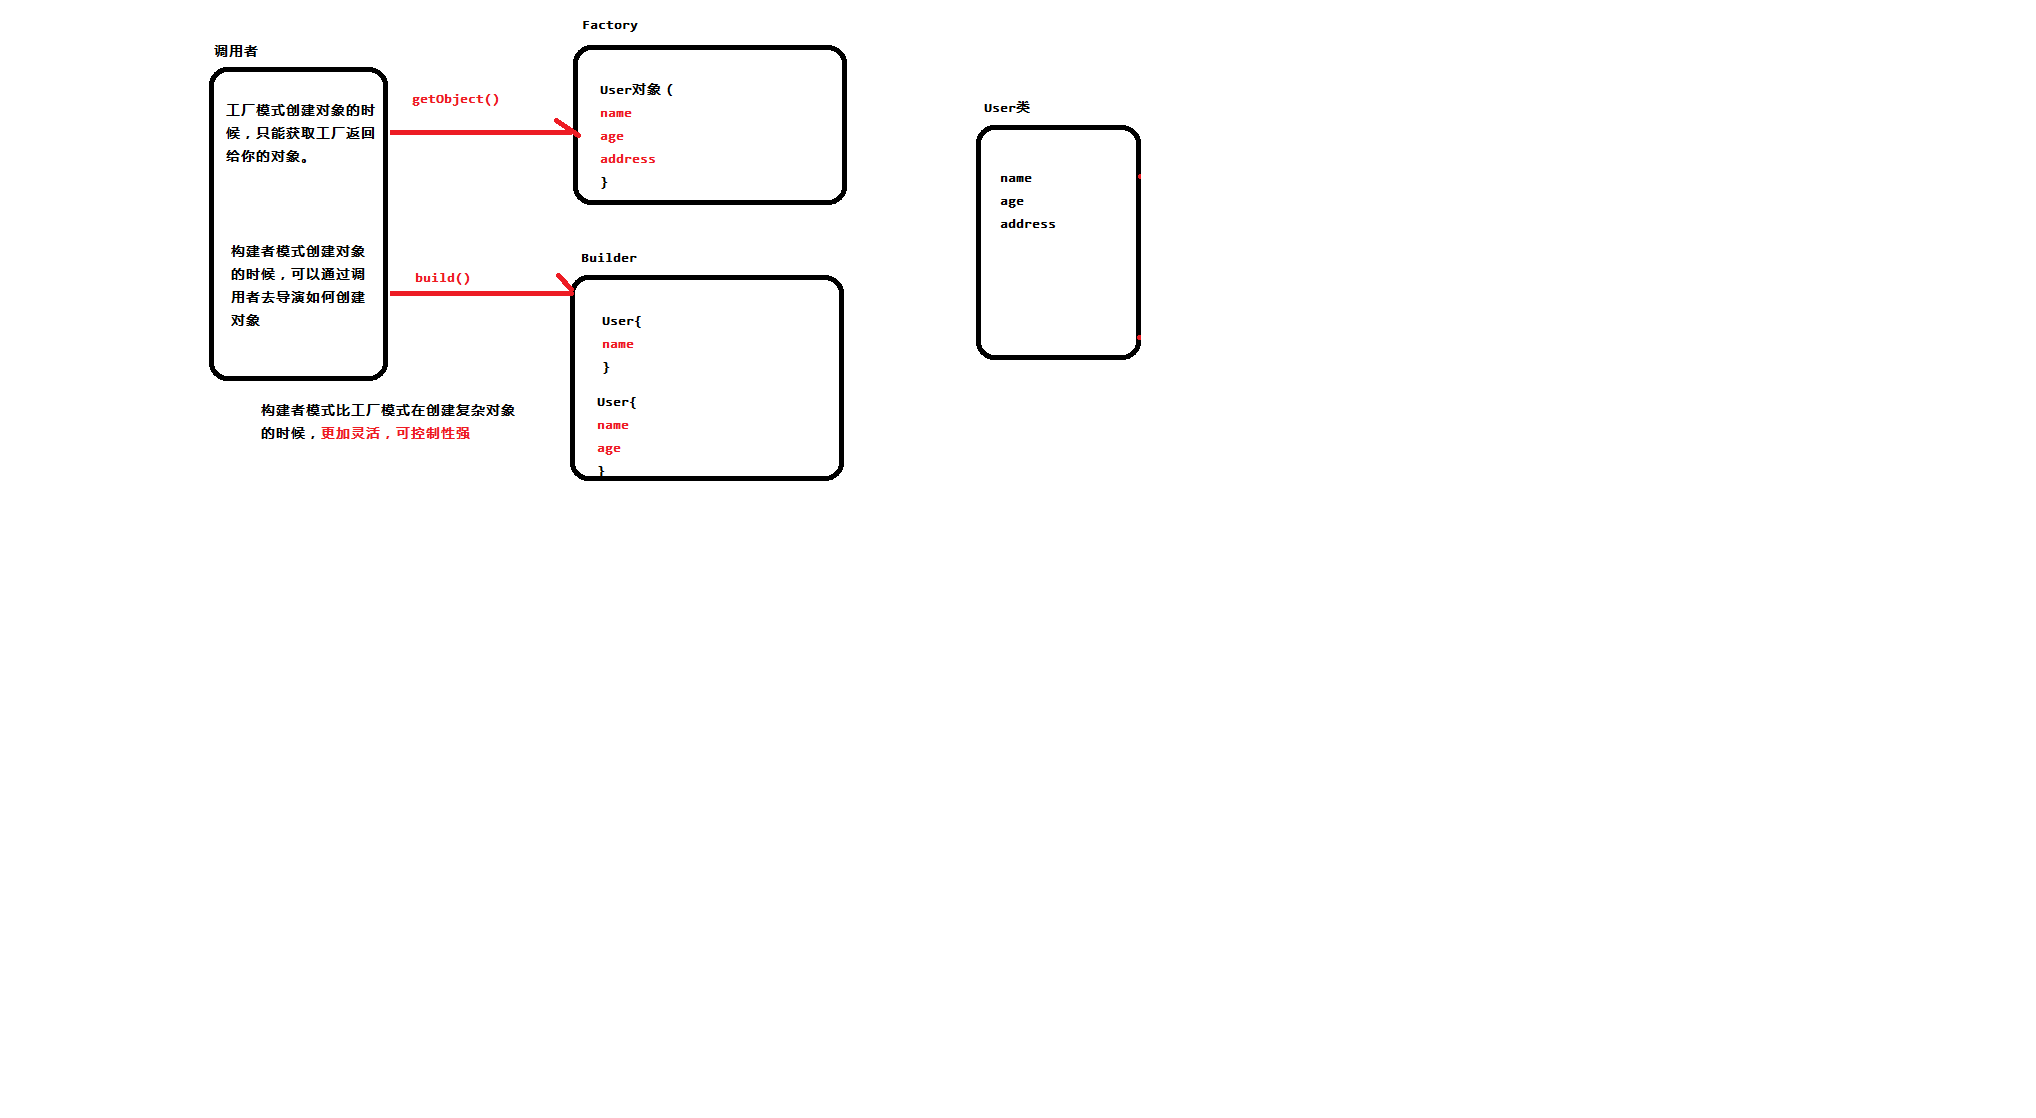 调用者
工厂模式创建对象的时
候，只能获取工厂返回
给你的对象。
构建者模式创建对象
的时候，可以通过调
用者去导演如何创建
对象
getObject()
build()
构建者模式比工厂模式在创建复杂对象
的时候，更加灵活，可控制性强
Factory
User对象（
name
age
address
}
Builder
User{
name
}
User{
name
age
}
User类
name
age
address